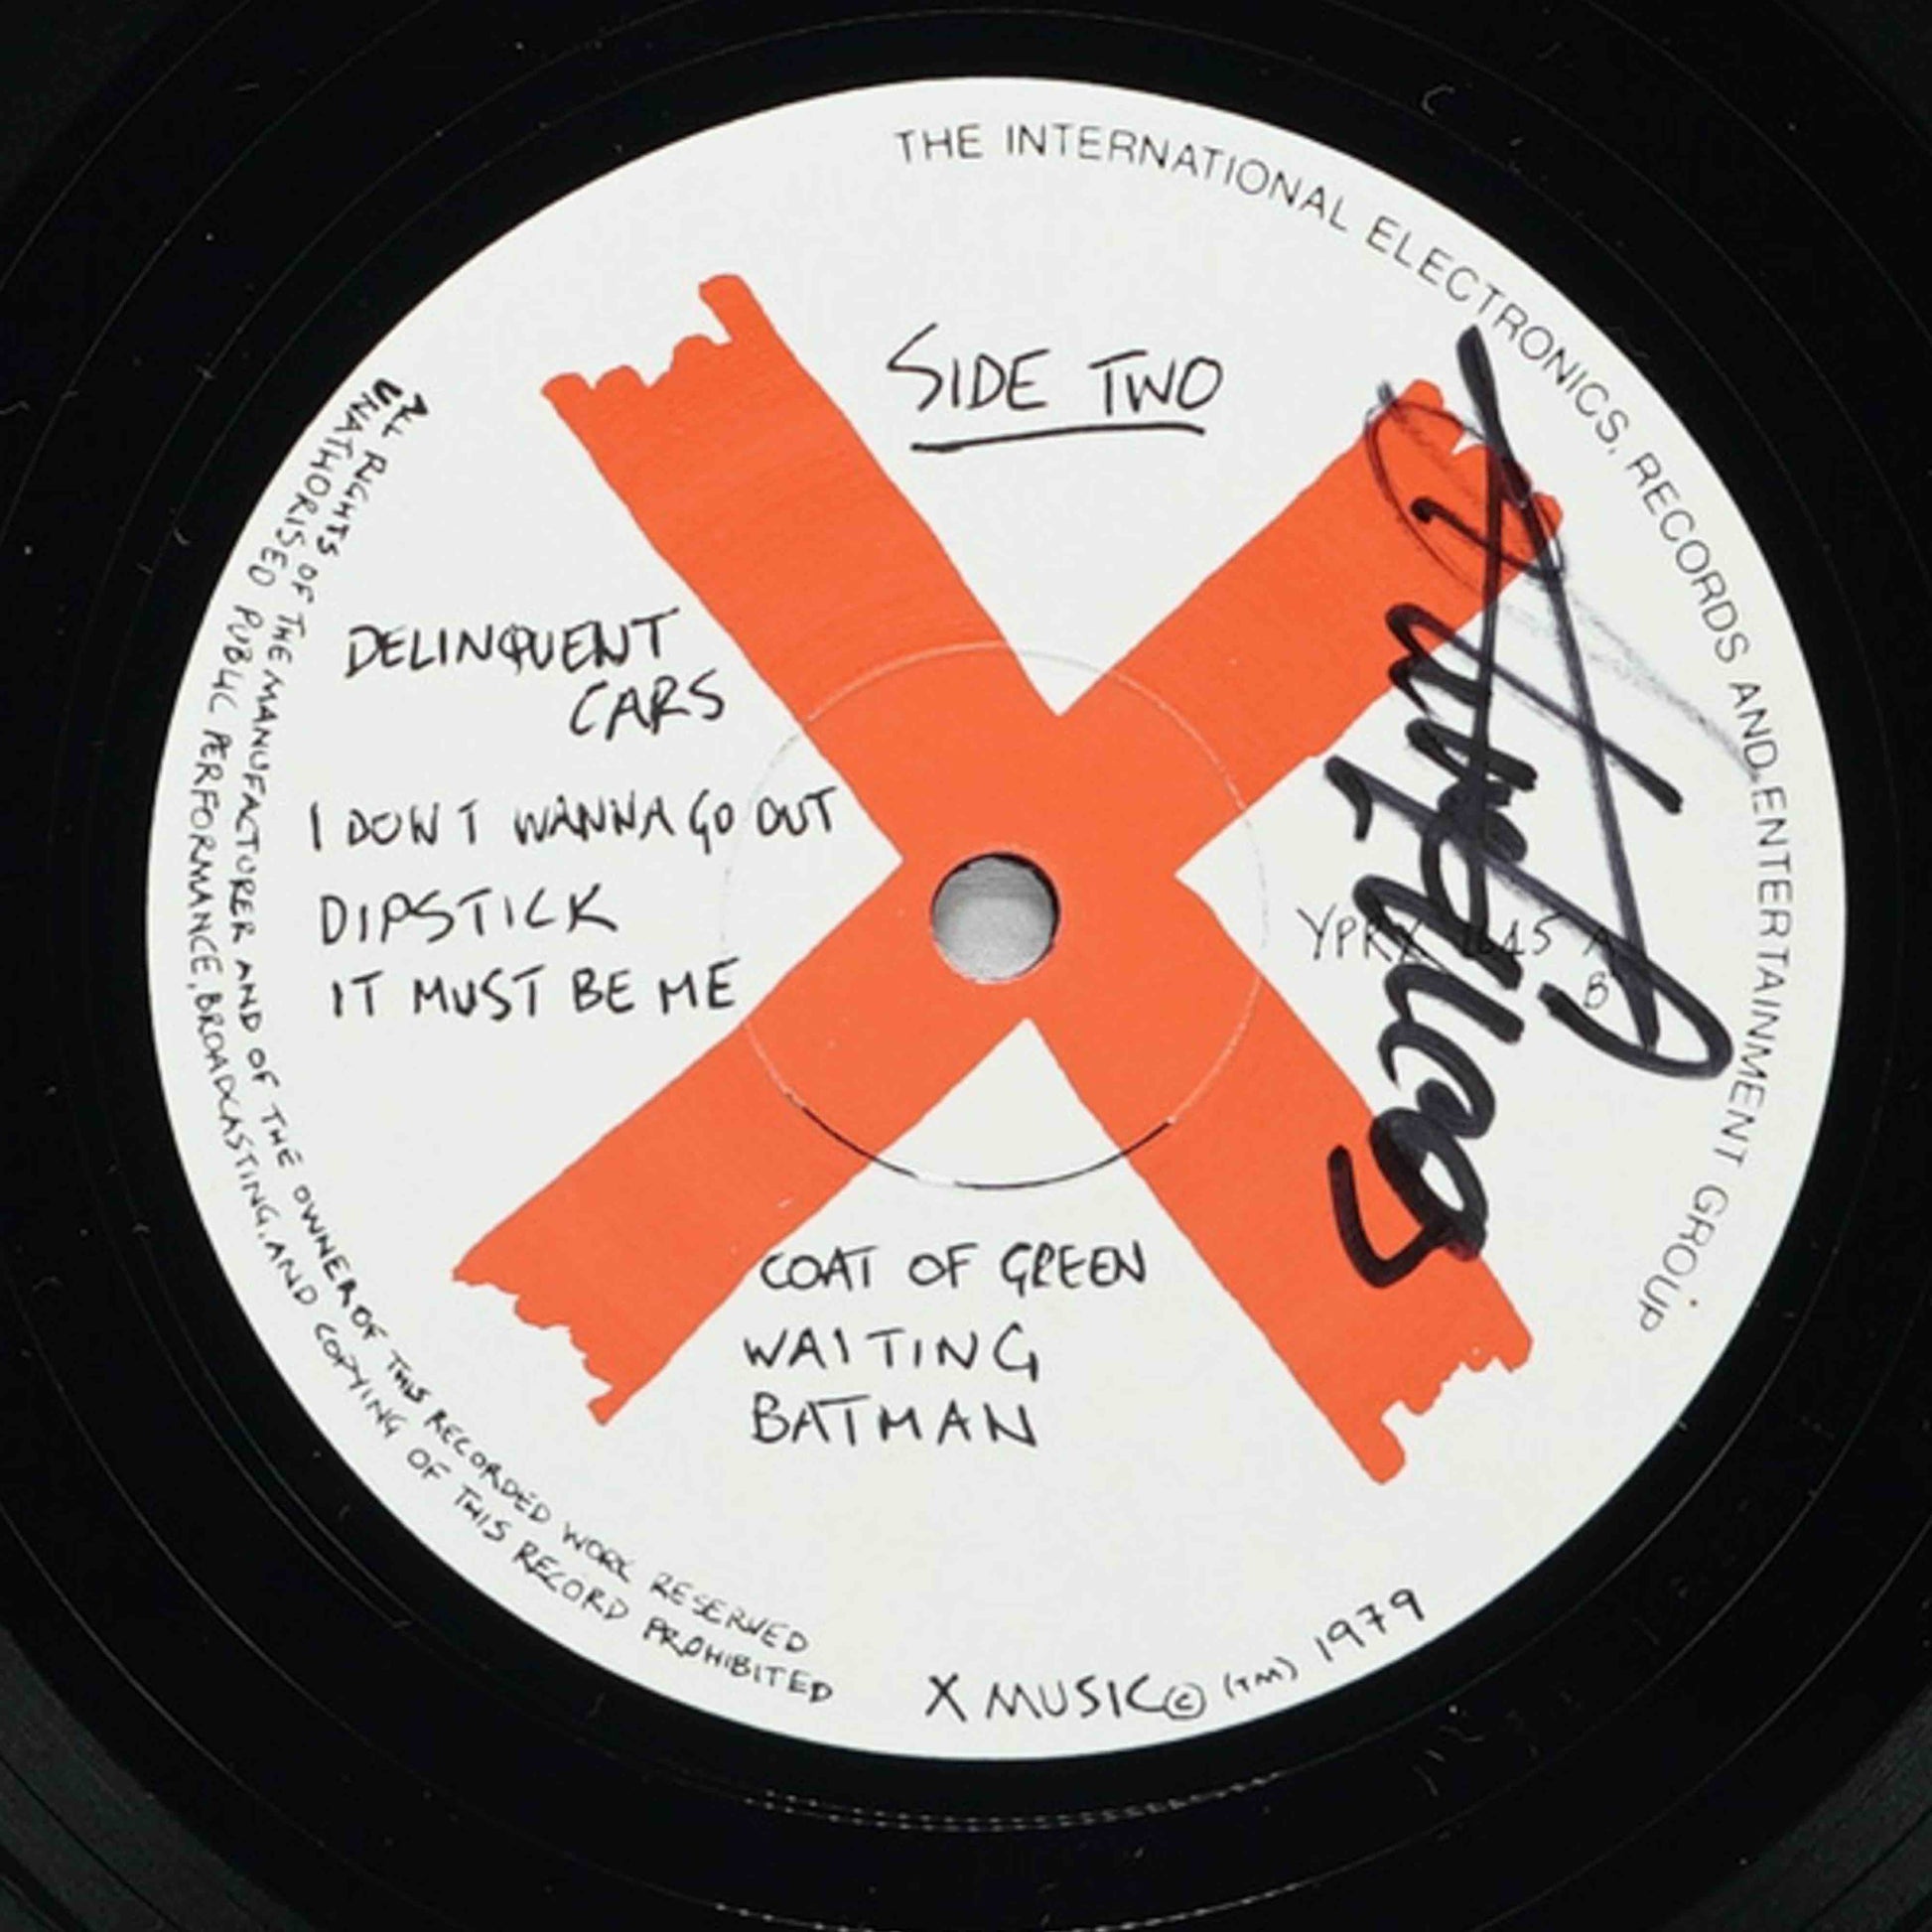 THE INTERNATIONAL ELECTRONICS, RECORDS AND ENTERTAINMENT GROUP
SIDE TWO
DELINQUENT
CARS
I DON T WANNA GO OUT
DIPSTICK
IT MUST BE ME
YPRX
A
B
COAT OF GREEN
WAITING
BATMAN
ALL RIGHTS OF THE MANUFACTURER AND OF THE OWNER OF THIS RECORDED WORK RESERVED
UNATHORISED PUBLIC PERFORMANCE, BROADCASTING, AND COPYING OF THIS RECORD PROHIBITED
X MUSIC © (TM) 1979